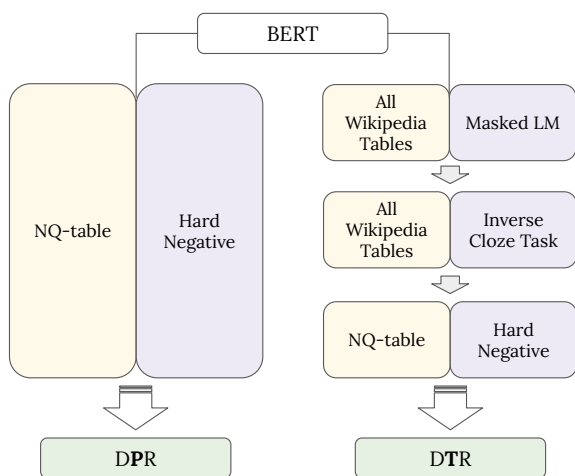 BERT
NQ-table
Hard
Negative
DPR
All
Wikipedia
Tables
Masked LM
All
Wikipedia
Tables
Inverse
Cloze Task
NQ-table
Hard
Negative
DTR